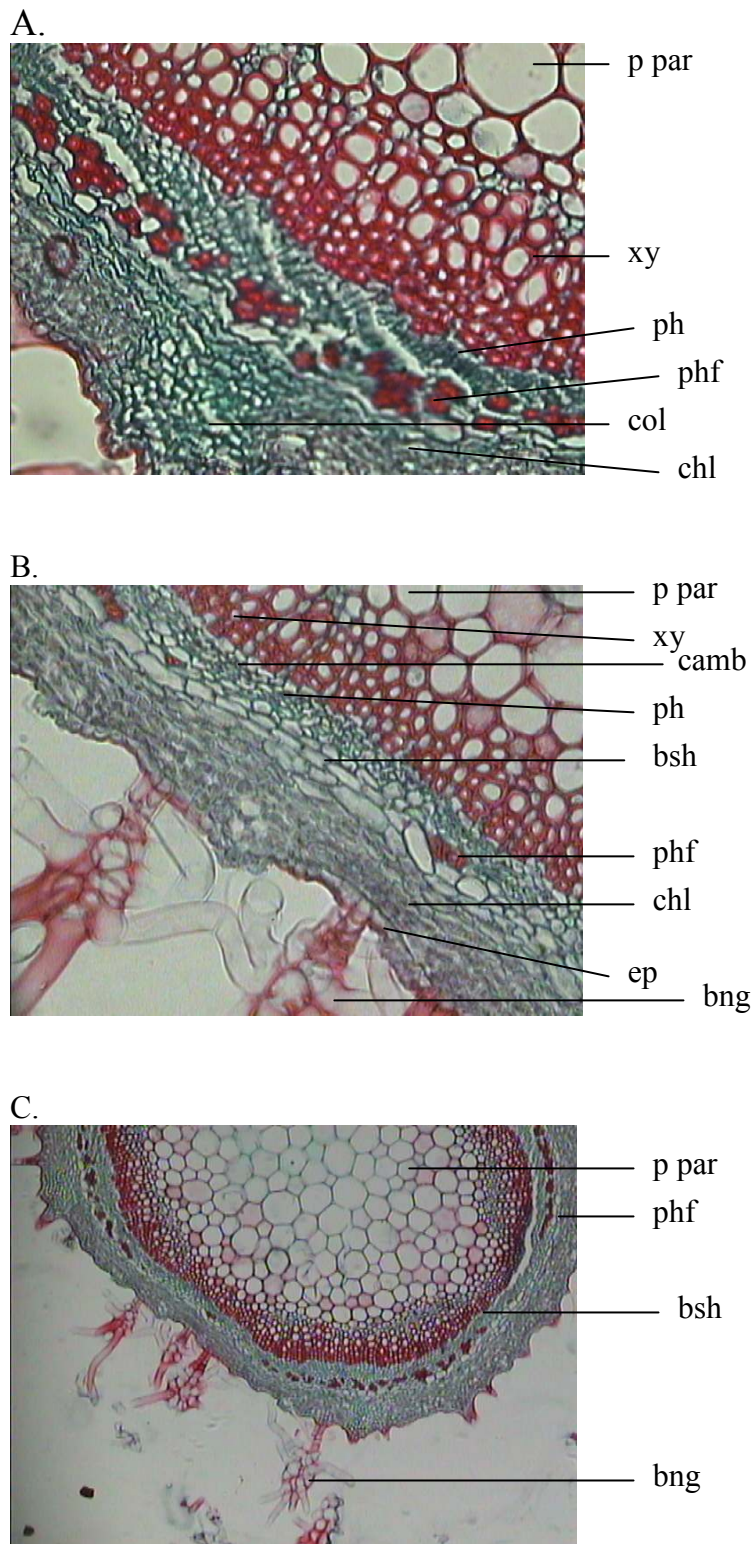 A.
p par
xy
ph
phf
col
chl
B.
p par
xy
camb
ph
bsh
phf
chl
ep
bng
C.
p par
phf
bsh
bng